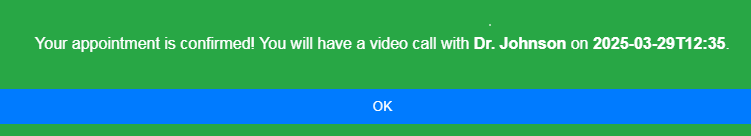 Your appointment is confirmed! You will have a video call with Dr. Johnson on 2025-03-29T12:35.
OK